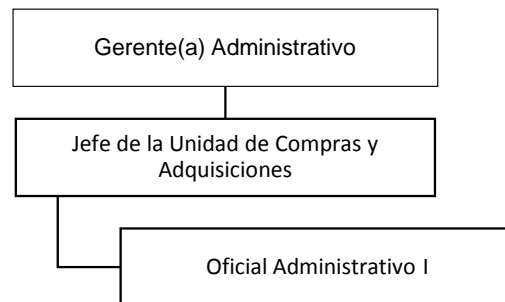 Gerente(a) Administrativo
Jefe de la Unidad de Compras y
Adquisiciones
Oficial Administrativo I